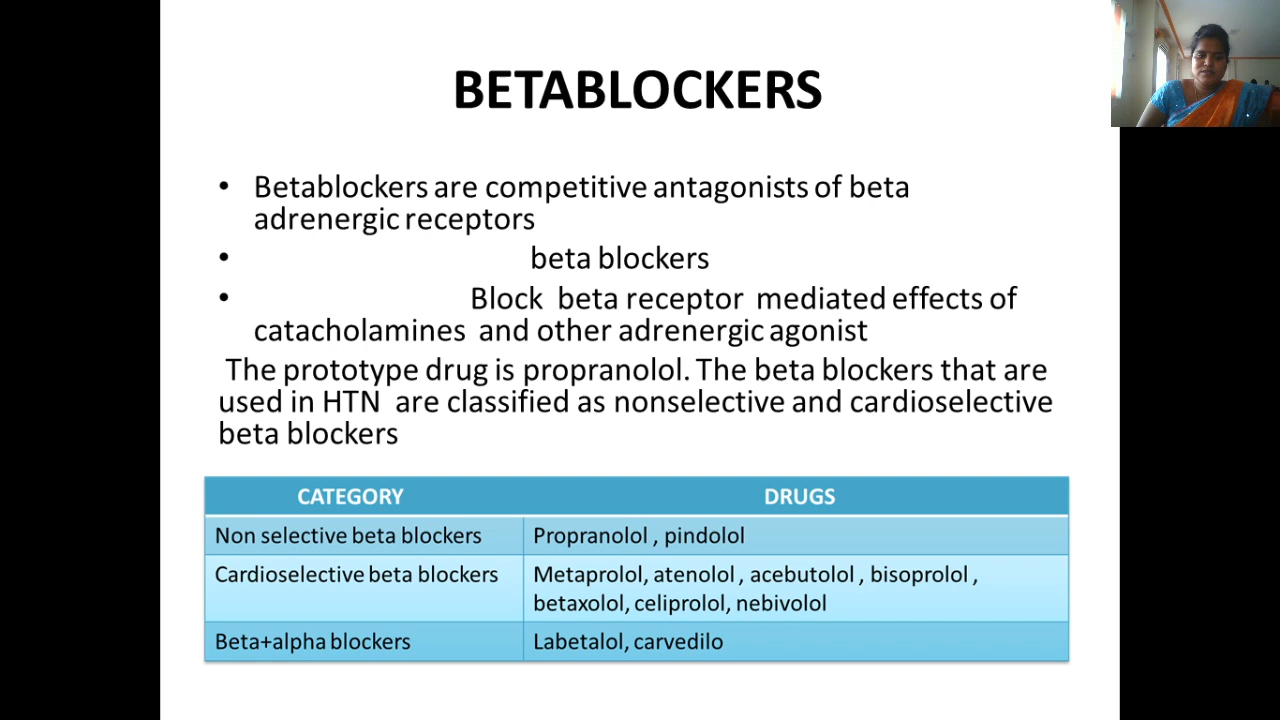 BETABLOCKERS
• Betablockers are competitive antagonists of beta
adrenergic receptors
• beta blockers
• Block beta receptor mediated effects of
catacholamines and other adrenergic agonist
The prototype drug is propranolol. The beta blockers that are
used in HTN are classified as nonselective and cardioselective
beta blockers
CATEGORY DRUGS
Non selective beta blockers Propranolol , pindolol
Cardioselective beta blockers Metaprolol, atenolol , acebutolol , bisoprolol ,
betaxolol, celiprolol, nebivolol
Beta+alpha blockers Labetalol, carvedilo